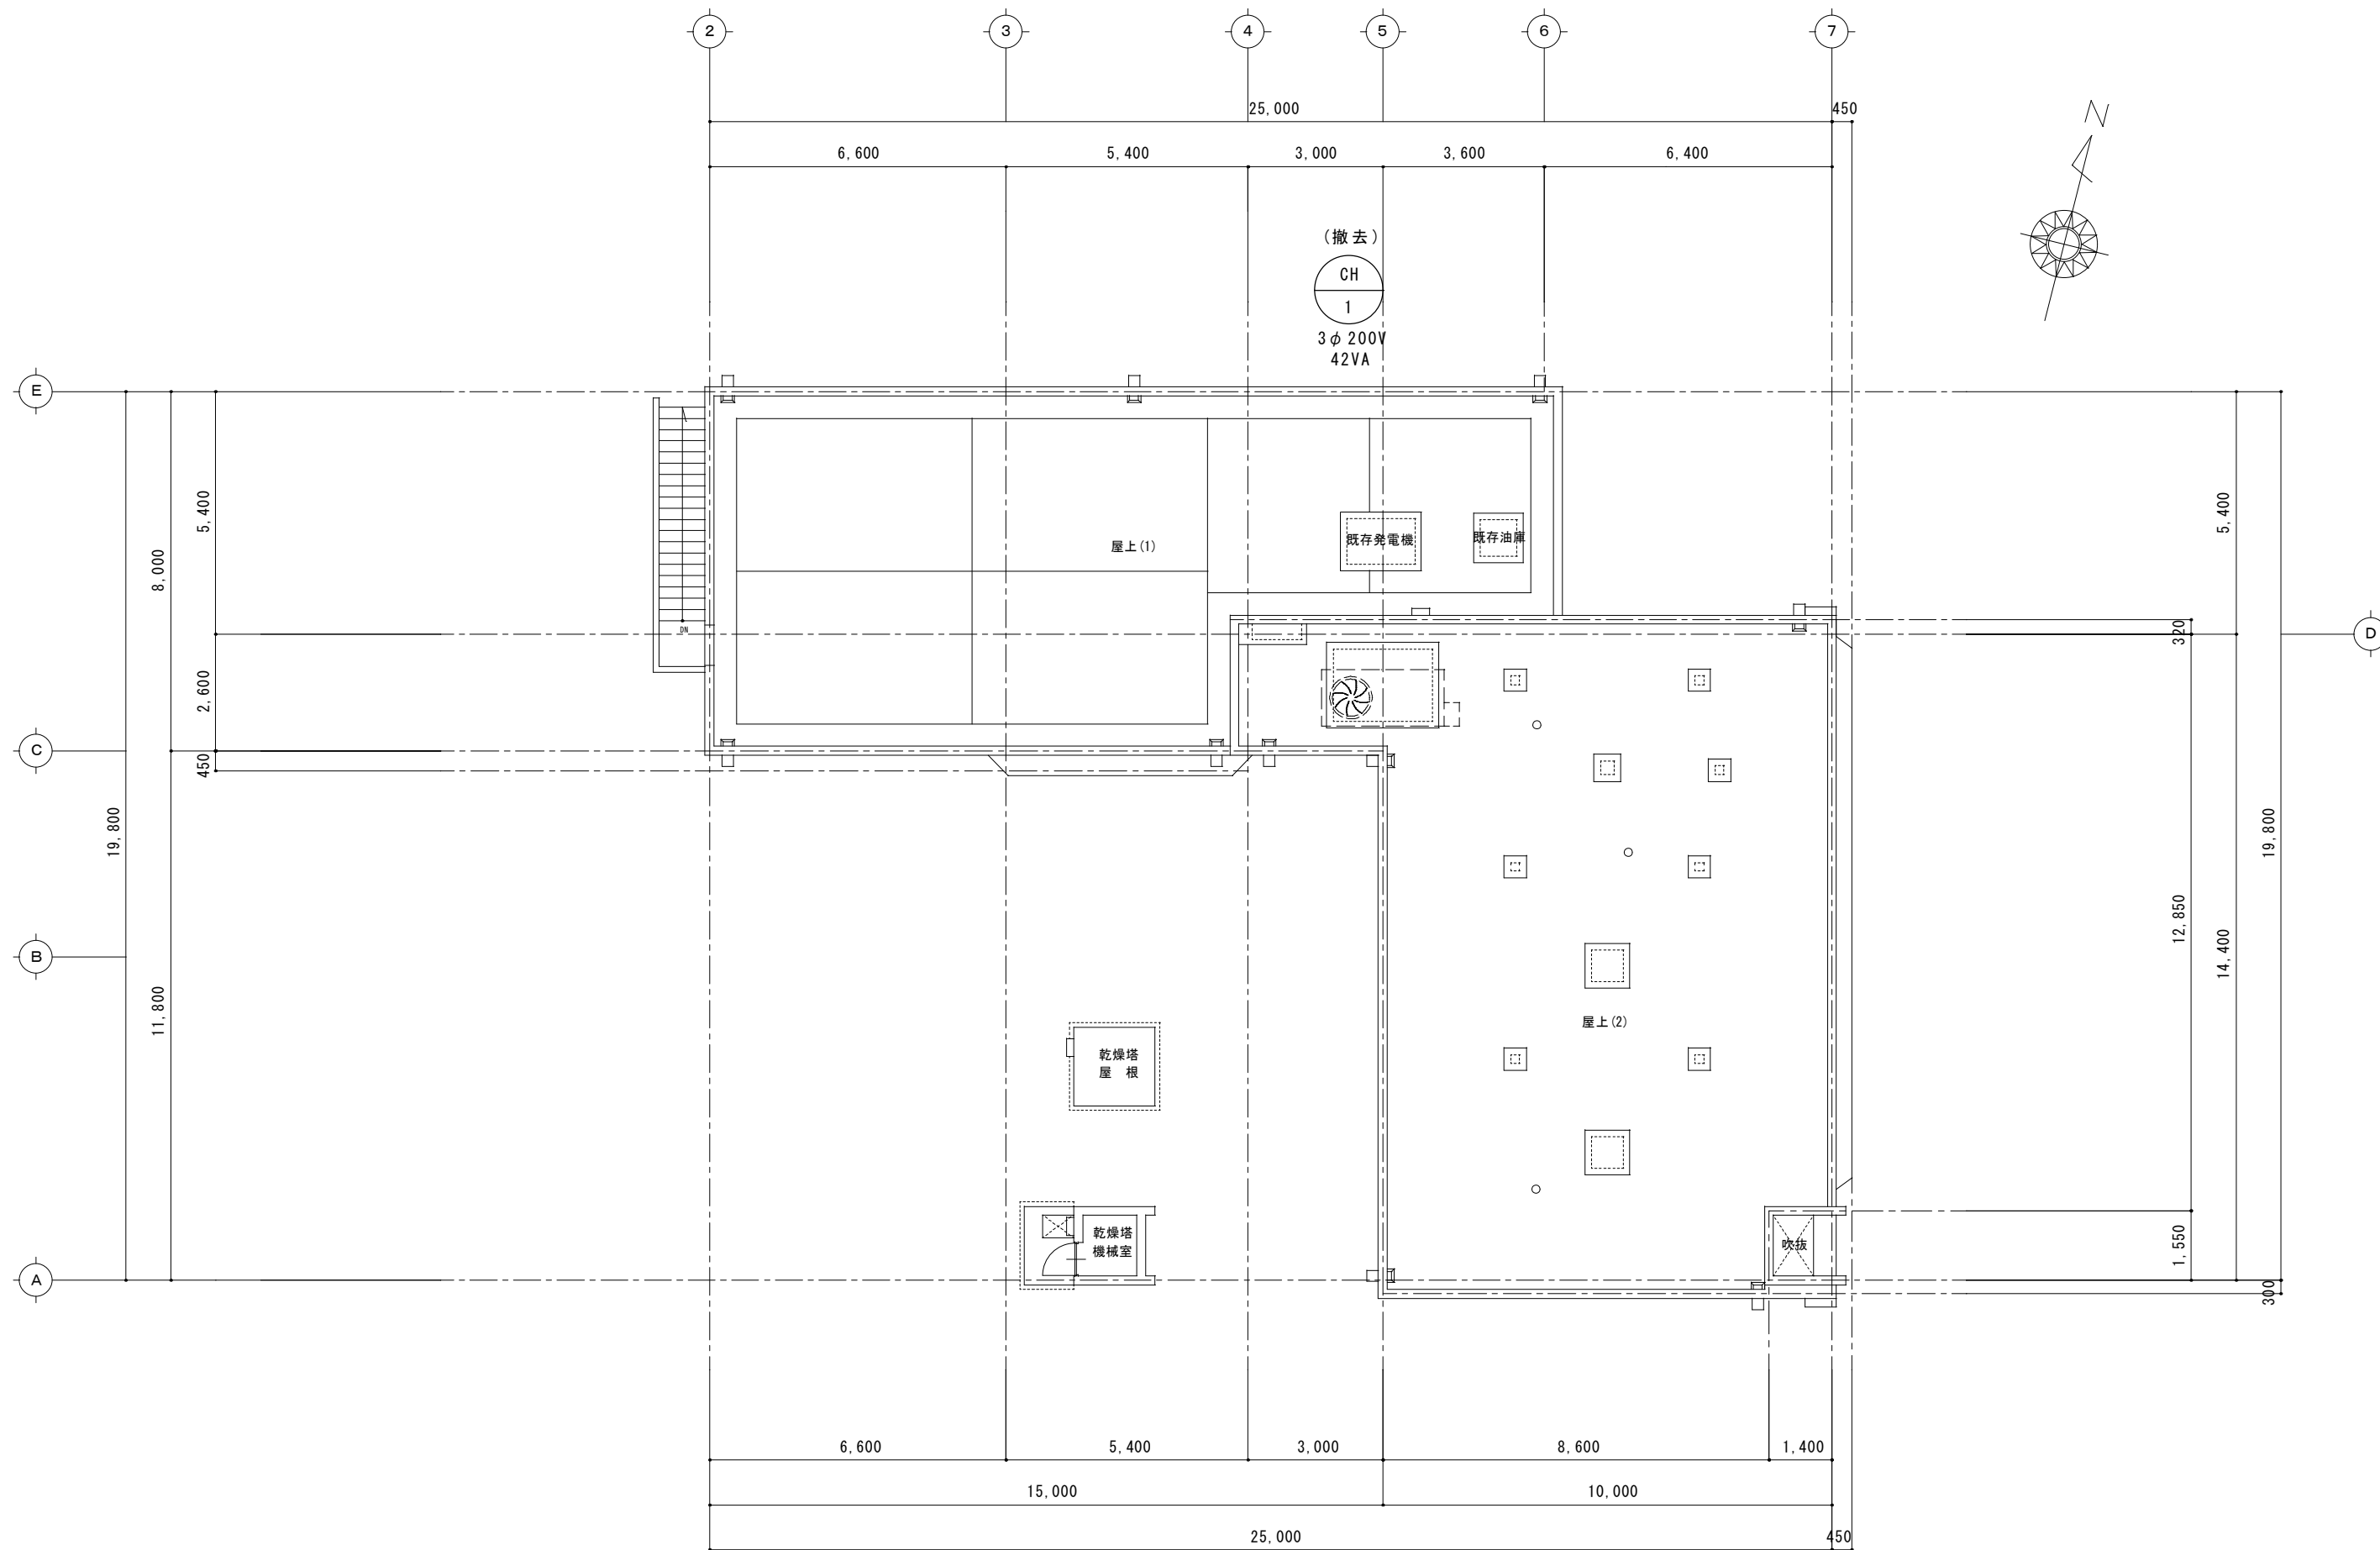 2 3 4 5 6 7
25,000 450
6,600 5,400 3,000 3,600 6,400
N
(撤去)
CH
1
3φ200V
42VA
E
5,400
8,000
2,600
450
C
19,800
B
11,800
A
DN
屋上(1)
既存発電機
既存油庫
屋上(2)
乾燥塔
屋 根
乾燥塔
機械室
吹抜
5,400
320
D
19,800
12,850
14,400
1,550
300
6,600 5,400 3,000 8,600 1,400
15,000 10,000
25,000 450